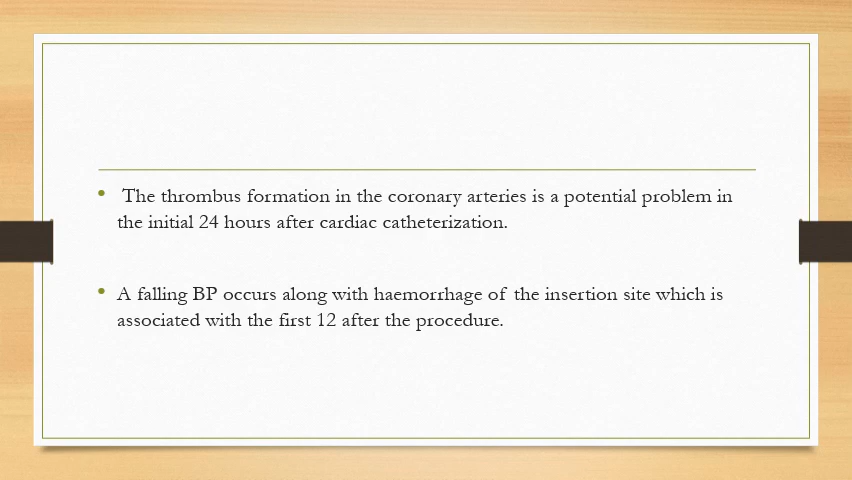 • The thrombus formation in the coronary arteries is a potential problem in
the initial 24 hours after cardiac catheterization.
• A falling BP occurs along with haemorrhage of the insertion site which is
associated with the first 12 after the procedure.